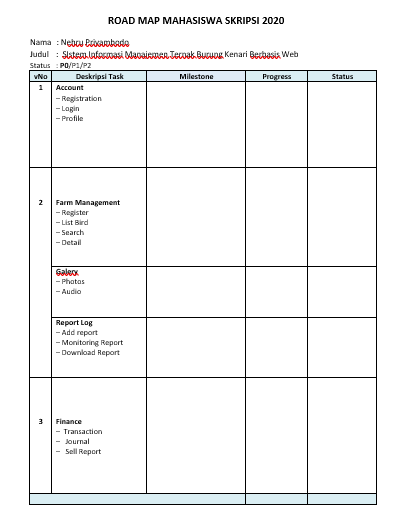 ROAD MAP MAHASISWA SKRIPSI 2020
Nama : Nehru Priyambodo
Judul : SIstem Informasi Manajemen Ternak Burung Kenari Berbasis Web
Status : P0/P1/P2
vNo Deskripsi Task Milestone Progress Status
1 Account
– Registration
– Login
– Profile
2 Farm Management
– Register
– List Bird
– Search
– Detail
Galery
– Photos
– Audio
Report Log
– Add report
– Monitoring Report
– Download Report
3 Finance
– Transaction
– Journal
– Sell Report